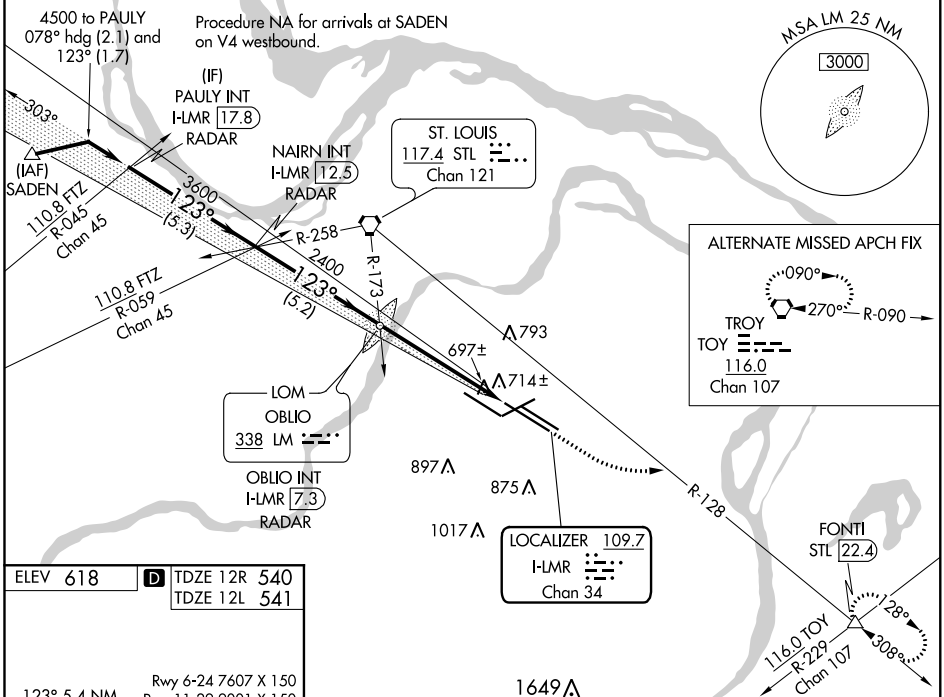 4500 to PAULY
078° hdg (2.1) and
123° (1.7)
Procedure NA for arrivals at SADEN
on V4 westbound.
MSA LM 25 NM
3000
(IF)
PAULY INT
I-LMR 17.8
RADAR
303°
(IAF)
SADEN
NAIRN INT
I-LMR 12.5
RADAR
ST. LOUIS
117.4 STL
Chan 121
110.8 FTZ
R-045
Chan 45
3600
123°
(5.3)
R-258
R-173
2400
123°
(5.2)
110.8 FTZ
R-059
Chan 45
ALTERNATE MISSED APCH FIX
090°
270°
R-090
TROY
TOY
116.0
Chan 107
793
697±
714±
LOM
OBLIO
338 LM
OBLIO INT
I-LMR 7.3
RADAR
897
875
1017
R-128
LOCALIZER 109.7
I-LMR
Chan 34
FONTI
STL 22.4
128°
308°
116.0 TOY
R-229
Chan 107
1649
ELEV 618
D
TDZE 12R 540
TDZE 12L 541
Rwy 6-24 7607 X 150
123° 5.4 NM